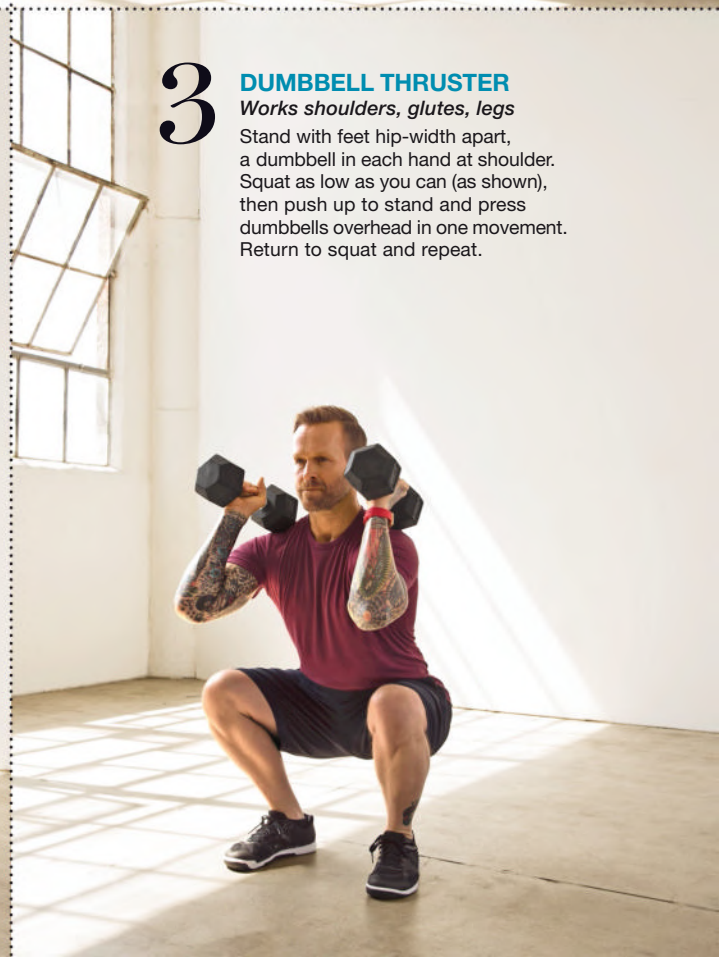 3
DUMBBELL THRUSTER
Works shoulders, glutes, legs
Stand with feet hip-width apart,
a dumbbell in each hand at shoulder.
Squat as low as you can (as shown),
then push up to stand and press
dumbbells overhead in one movement.
Return to squat and repeat.